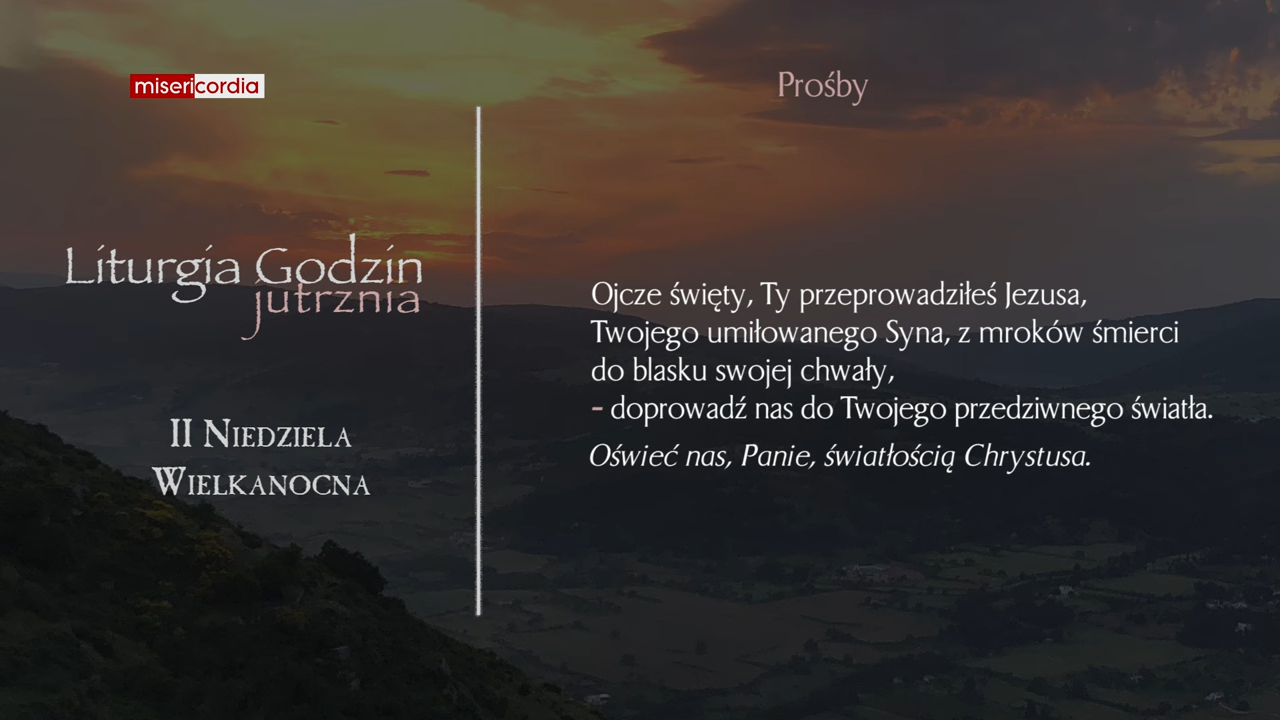 misericordia
Liturgia Godzin
jutrznia
II Niedziela
Wielkanocna
Prośby
Ojcze święty, Ty przeprowadziłeś Jezusa,
Twojego umiłowanego Syna, z mroków śmierci
do blasku swojej chwały,
- doprowadź nas do Twojego przedziwnego światła.
Oświeć nas, Panie, światłością Chrystusa.